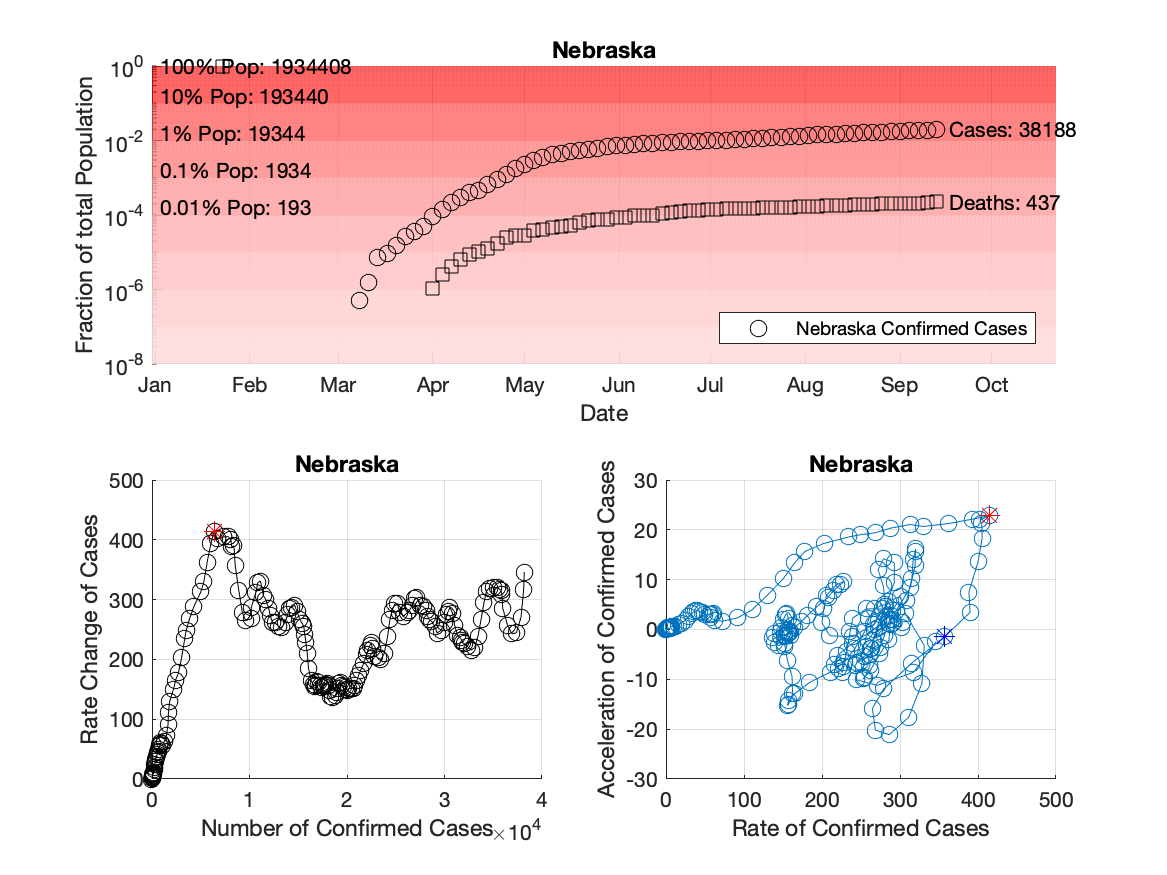 Nebraska
Fraction of total Population
10^0
10^-2
10^-4
10^-6
10^-8
100% Pop: 1934408
10% Pop: 193440
1% Pop: 19344
0.1% Pop: 1934
0.01% Pop: 193
Cases: 38188
Deaths: 437
Nebraska Confirmed Cases
Jan Feb Mar Apr May Jun Jul Aug Sep Oct
Date
Nebraska
Rate Change of Cases
500
400
300
200
100
0
0 1 2 3 4
Number of Confirmed Cases ×10^4
Nebraska
Acceleration of Confirmed Cases
30
20
10
0
-10
-20
-30
0 100 200 300 400 500
Rate of Confirmed Cases